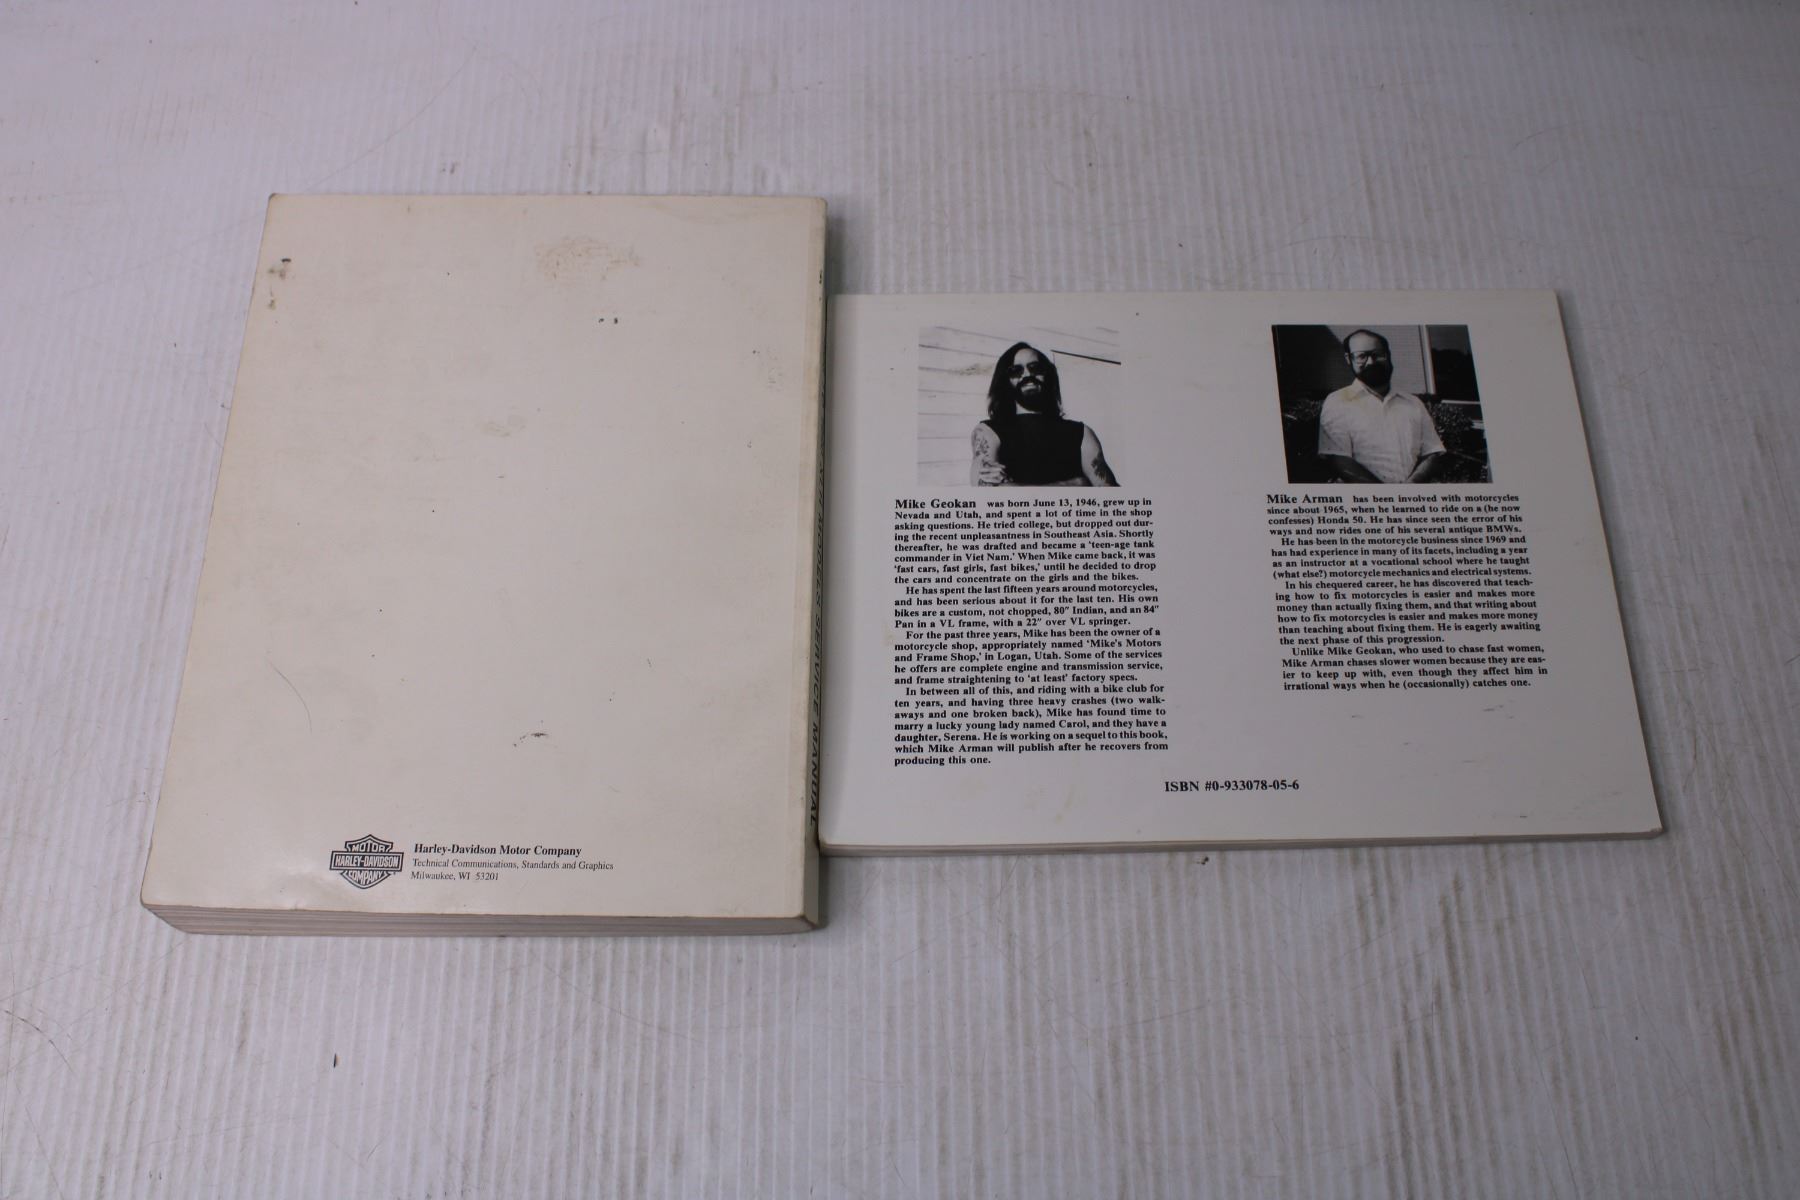 MOTOR
HARLEY-DAVIDSON
COMPANY
Harley-Davidson Motor Company
Technical Communications, Standards and Graphics
Milwaukee, WI 53201
SERVICE MANUAL
Mike Geokan was born June 13, 1946, grew up in
Nevada and Utah, and spent a lot of time in the shop
asking questions. He tried college, but dropped out dur-
ing the recent unpleasantness in Southeast Asia. Shortly
thereafter, he was drafted and became a 'teen-age tank
commander in Viet Nam.' When Mike came back, it was
'fast cars, fast girls, fast bikes,' until he decided to drop
the cars and concentrate on the girls and the bikes.
He has spent the last fifteen years around motorcycles,
and has been serious about it for the last ten. His own
bikes are a custom, not chopped, 80" Indian, and an 84"
Pan in a VL frame, with a 22" over VL springer.
For the past three years, Mike has been the owner of a
motorcycle shop, appropriately named 'Mike's Motors
and Frame Shop,' in Logan, Utah. Some of the services
he offers are complete engine and transmission service,
and frame straightening to 'at least' factory specs.
In between all of this, and riding with a bike club for
ten years, and having three heavy crashes (two walk-
aways and one broken back), Mike has found time to
marry a lucky young lady named Carol, and they have a
daughter, Serena. He is working on a sequel to this book,
which Mike Arman will publish after he recovers from
producing this one.
Mike Arman has been involved with motorcycles
since about 1965, when he learned to ride on a (he now
confesses) Honda 50. He has since seen the error of his
ways and now rides one of his several antique BMWs.
He has been in the motorcycle business since 1969 and
has had experience in many of its facets, including a year
as an instructor at a vocational school where he taught
(what else?) motorcycle mechanics and electrical systems.
In his chequered career, he has discovered that teach-
ing how to fix motorcycles is easier and makes more
money than actually fixing them, and that writing about
how to fix motorcycles is easier and makes more money
than teaching about fixing them. He is eagerly awaiting
the next phase of this progression.
Unlike Mike Geokan, who used to chase fast women,
Mike Arman chases slower women because they are eas-
ier to keep up with, even though they affect him in
irrational ways when he (occasionally) catches one.
ISBN #0-933078-05-6